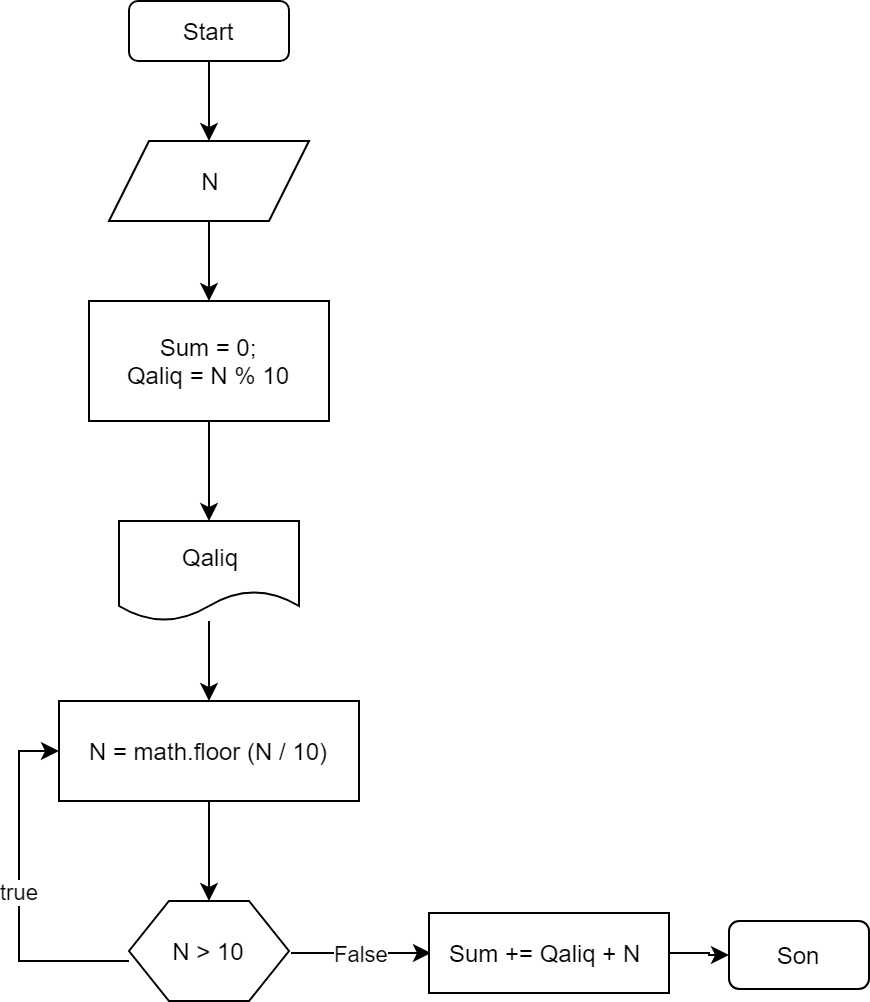 Start
N
Sum = 0;
Qaliq = N % 10
Qaliq
N = math.floor (N / 10)
true
N > 10
False
Sum += Qaliq + N
Son